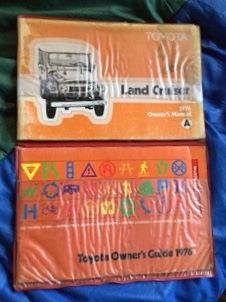 TOYOTA
Land Cruiser
1976
Owner's Manual
A
H
Toyota Owner's Guide 1976